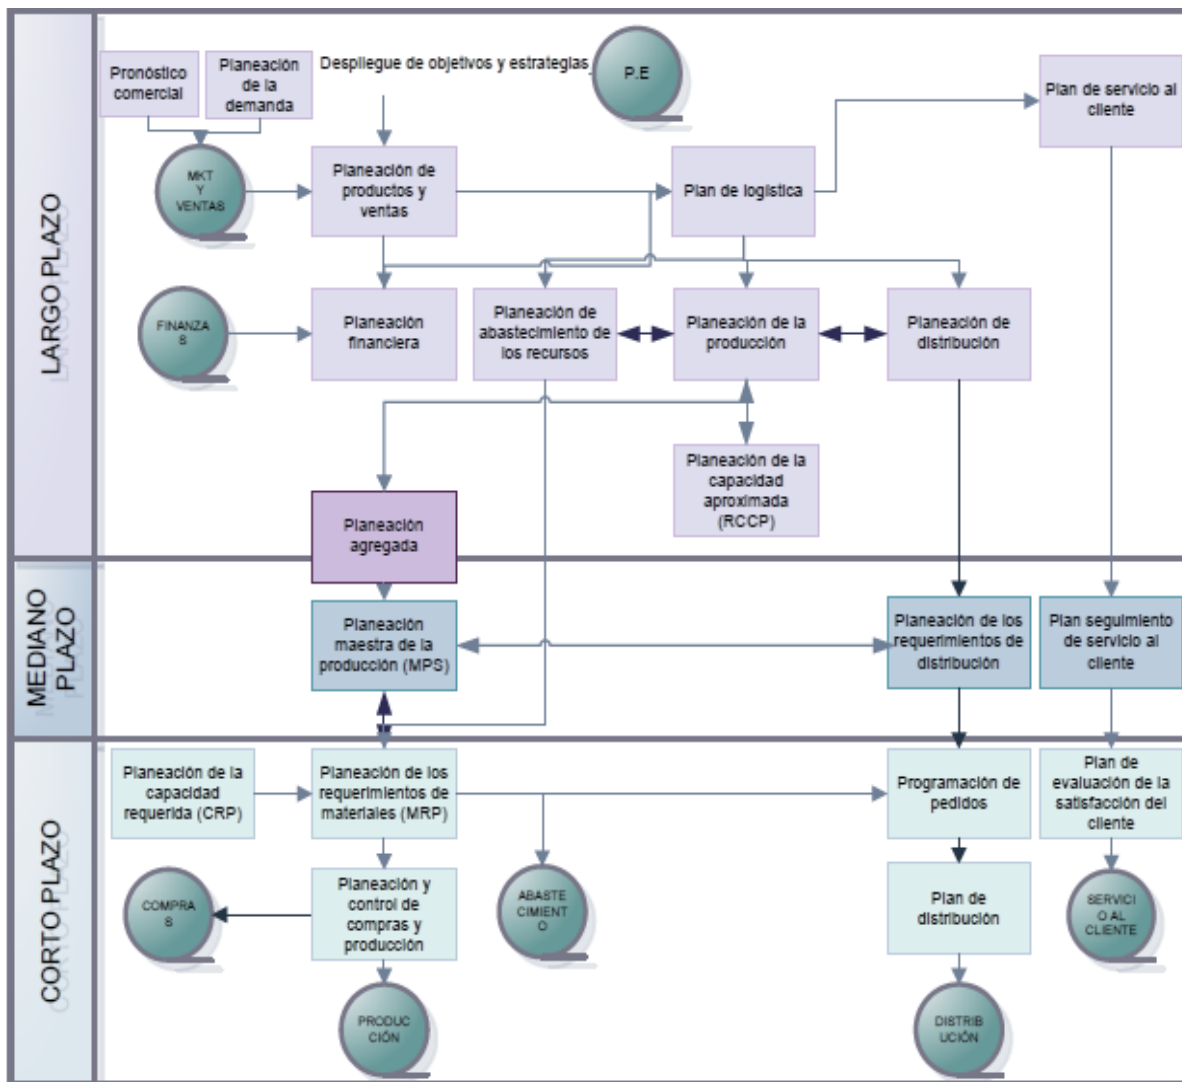 LARGO PLAZO
Pronóstico
comercial
Planeación
de la
demanda
Despliegue de objetivos y estrategias
P.E
Plan de servicio al
cliente
MKT
Y
VENTAS
Planeación de
productos y
ventas
Plan de logística
FINANZA
S
Planeación
financiera
Planeación de
abastecimiento de
los recursos
Planeación de la
producción
Planeación de
distribución
Planeación de la
capacidad
aproximada
(RCCP)
Planeación
agregada
MEDIANO
PLAZO
Planeación
maestra de la
producción (MPS)
Planeación de los
requerimientos de
distribución
Plan seguimiento
de servicio al
cliente
CORTO PLAZO
Planeación de la
capacidad
requerida (CRP)
Planeación de los
requerimientos de
materiales (MRP)
Programación de
pedidos
Plan de
evaluación de la
satisfacción del
cliente
COMPRA
S
Planeación y
control de
compras y
producción
ABASTE
CIMIENT
O
Plan de
distribución
SERVICI
O AL
CLIENTE
PRODUC
CIÓN
DISTRIB
UCIÓN